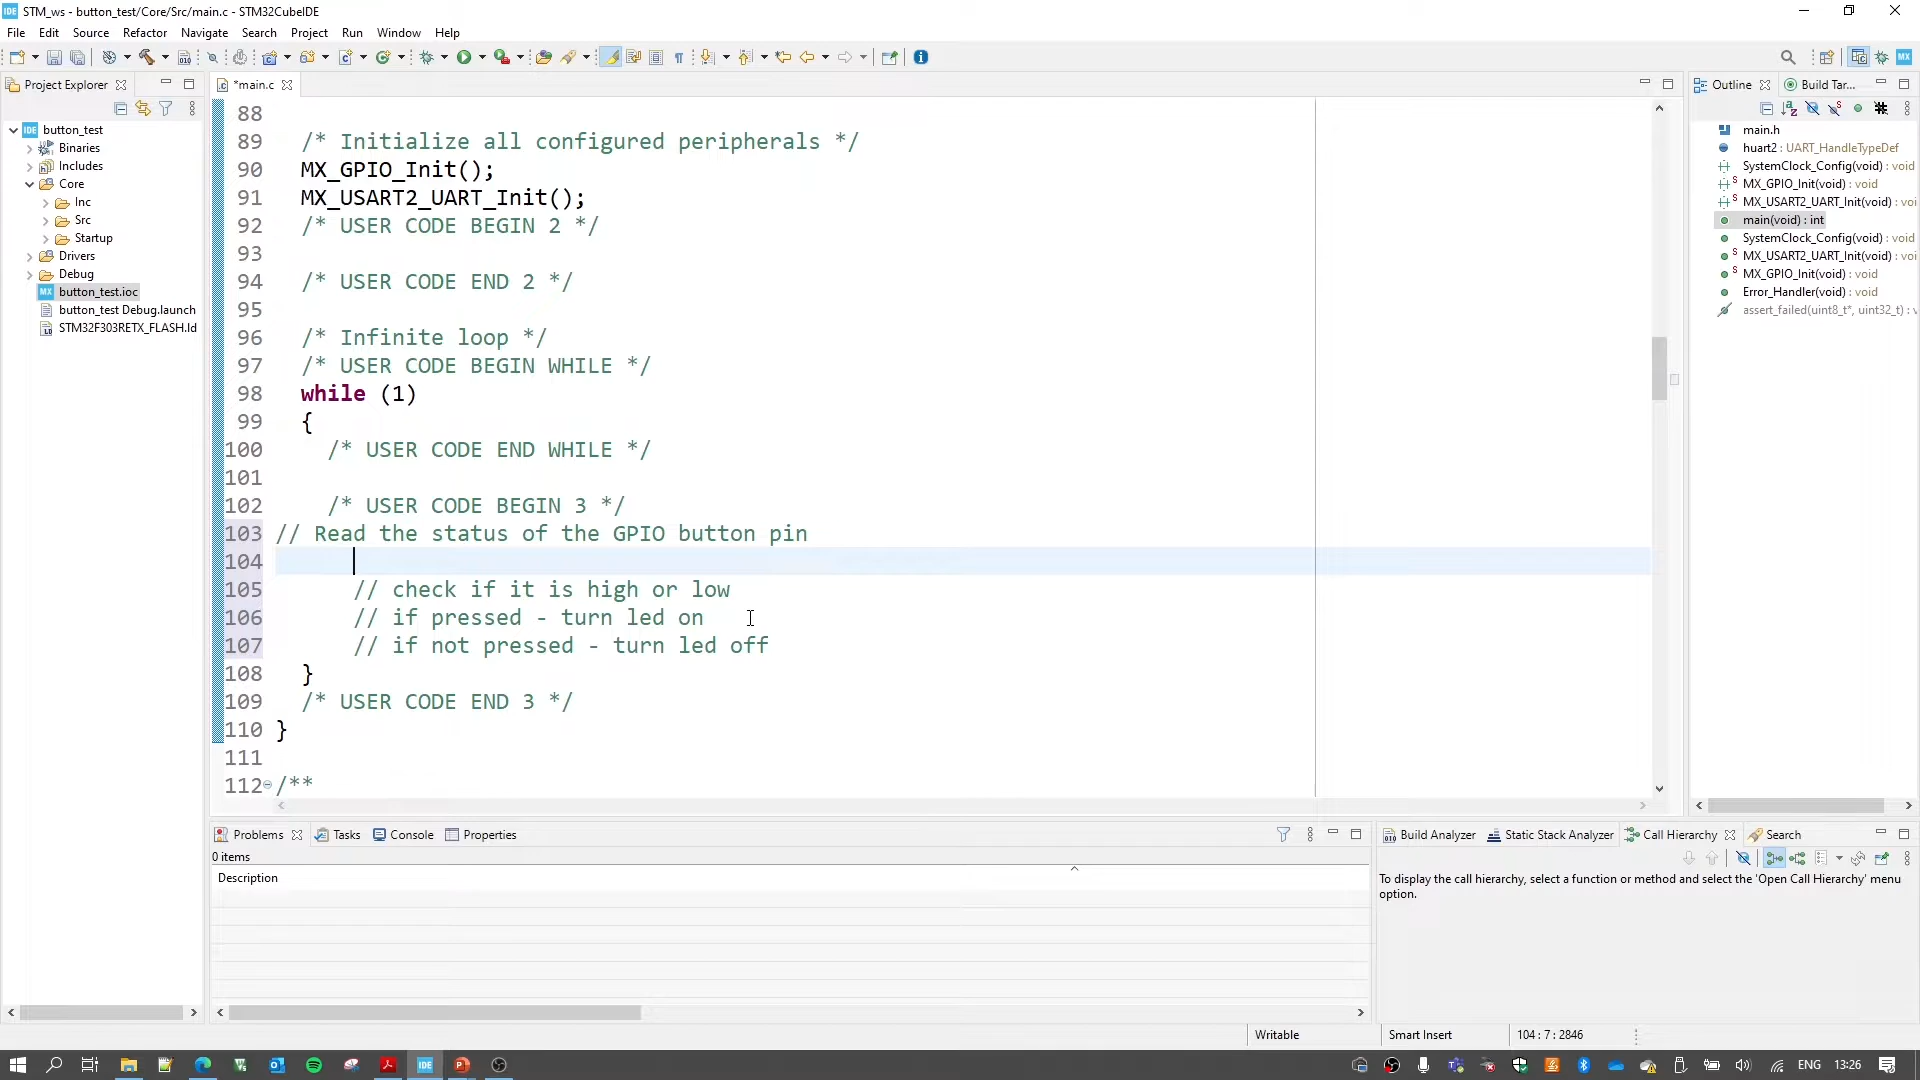 STM_ws - button_test/Core/Src/main.c - STM32CubeIDE
File Edit Source Refactor Navigate Search Project Run Window Help
Project Explorer
button_test
Binaries
Includes
Core
Inc
Src
Startup
Drivers
Debug
button_test.ioc
button_test Debug.launch
STM32F303RETX_FLASH.ld
*main.c
88
89 /* Initialize all configured peripherals */
90 MX_GPIO_Init();
91 MX_USART2_UART_Init();
92 /* USER CODE BEGIN 2 */
93
94 /* USER CODE END 2 */
95
96 /* Infinite loop */
97 /* USER CODE BEGIN WHILE */
98 while (1)
99 {
100 /* USER CODE END WHILE */
101
102 /* USER CODE BEGIN 3 */
103 // Read the status of the GPIO button pin
104
105 // check if it is high or low
106 // if pressed - turn led on
107 // if not pressed - turn led off
108 }
109 /* USER CODE END 3 */
110 }
111
112 /**
Outline Build Tar...
main.h
huart2 : UART_HandleTypeDef
SystemClock_Config(void) : void
MX_GPIO_Init(void) : void
MX_USART2_UART_Init(void) : voi
main(void) : int
SystemClock_Config(void) : void
MX_USART2_UART_Init(void) : voi
MX_GPIO_Init(void) : void
Error_Handler(void) : void
assert_failed(uint8_t*, uint32_t) : v
Problems Tasks Console Properties
0 items
Description
Build Analyzer Static Stack Analyzer Call Hierarchy Search
To display the call hierarchy, select a function or method and select the 'Open Call Hierarchy' menu
option.
Writable Smart Insert 104 : 7 : 2846
ENG 13:26